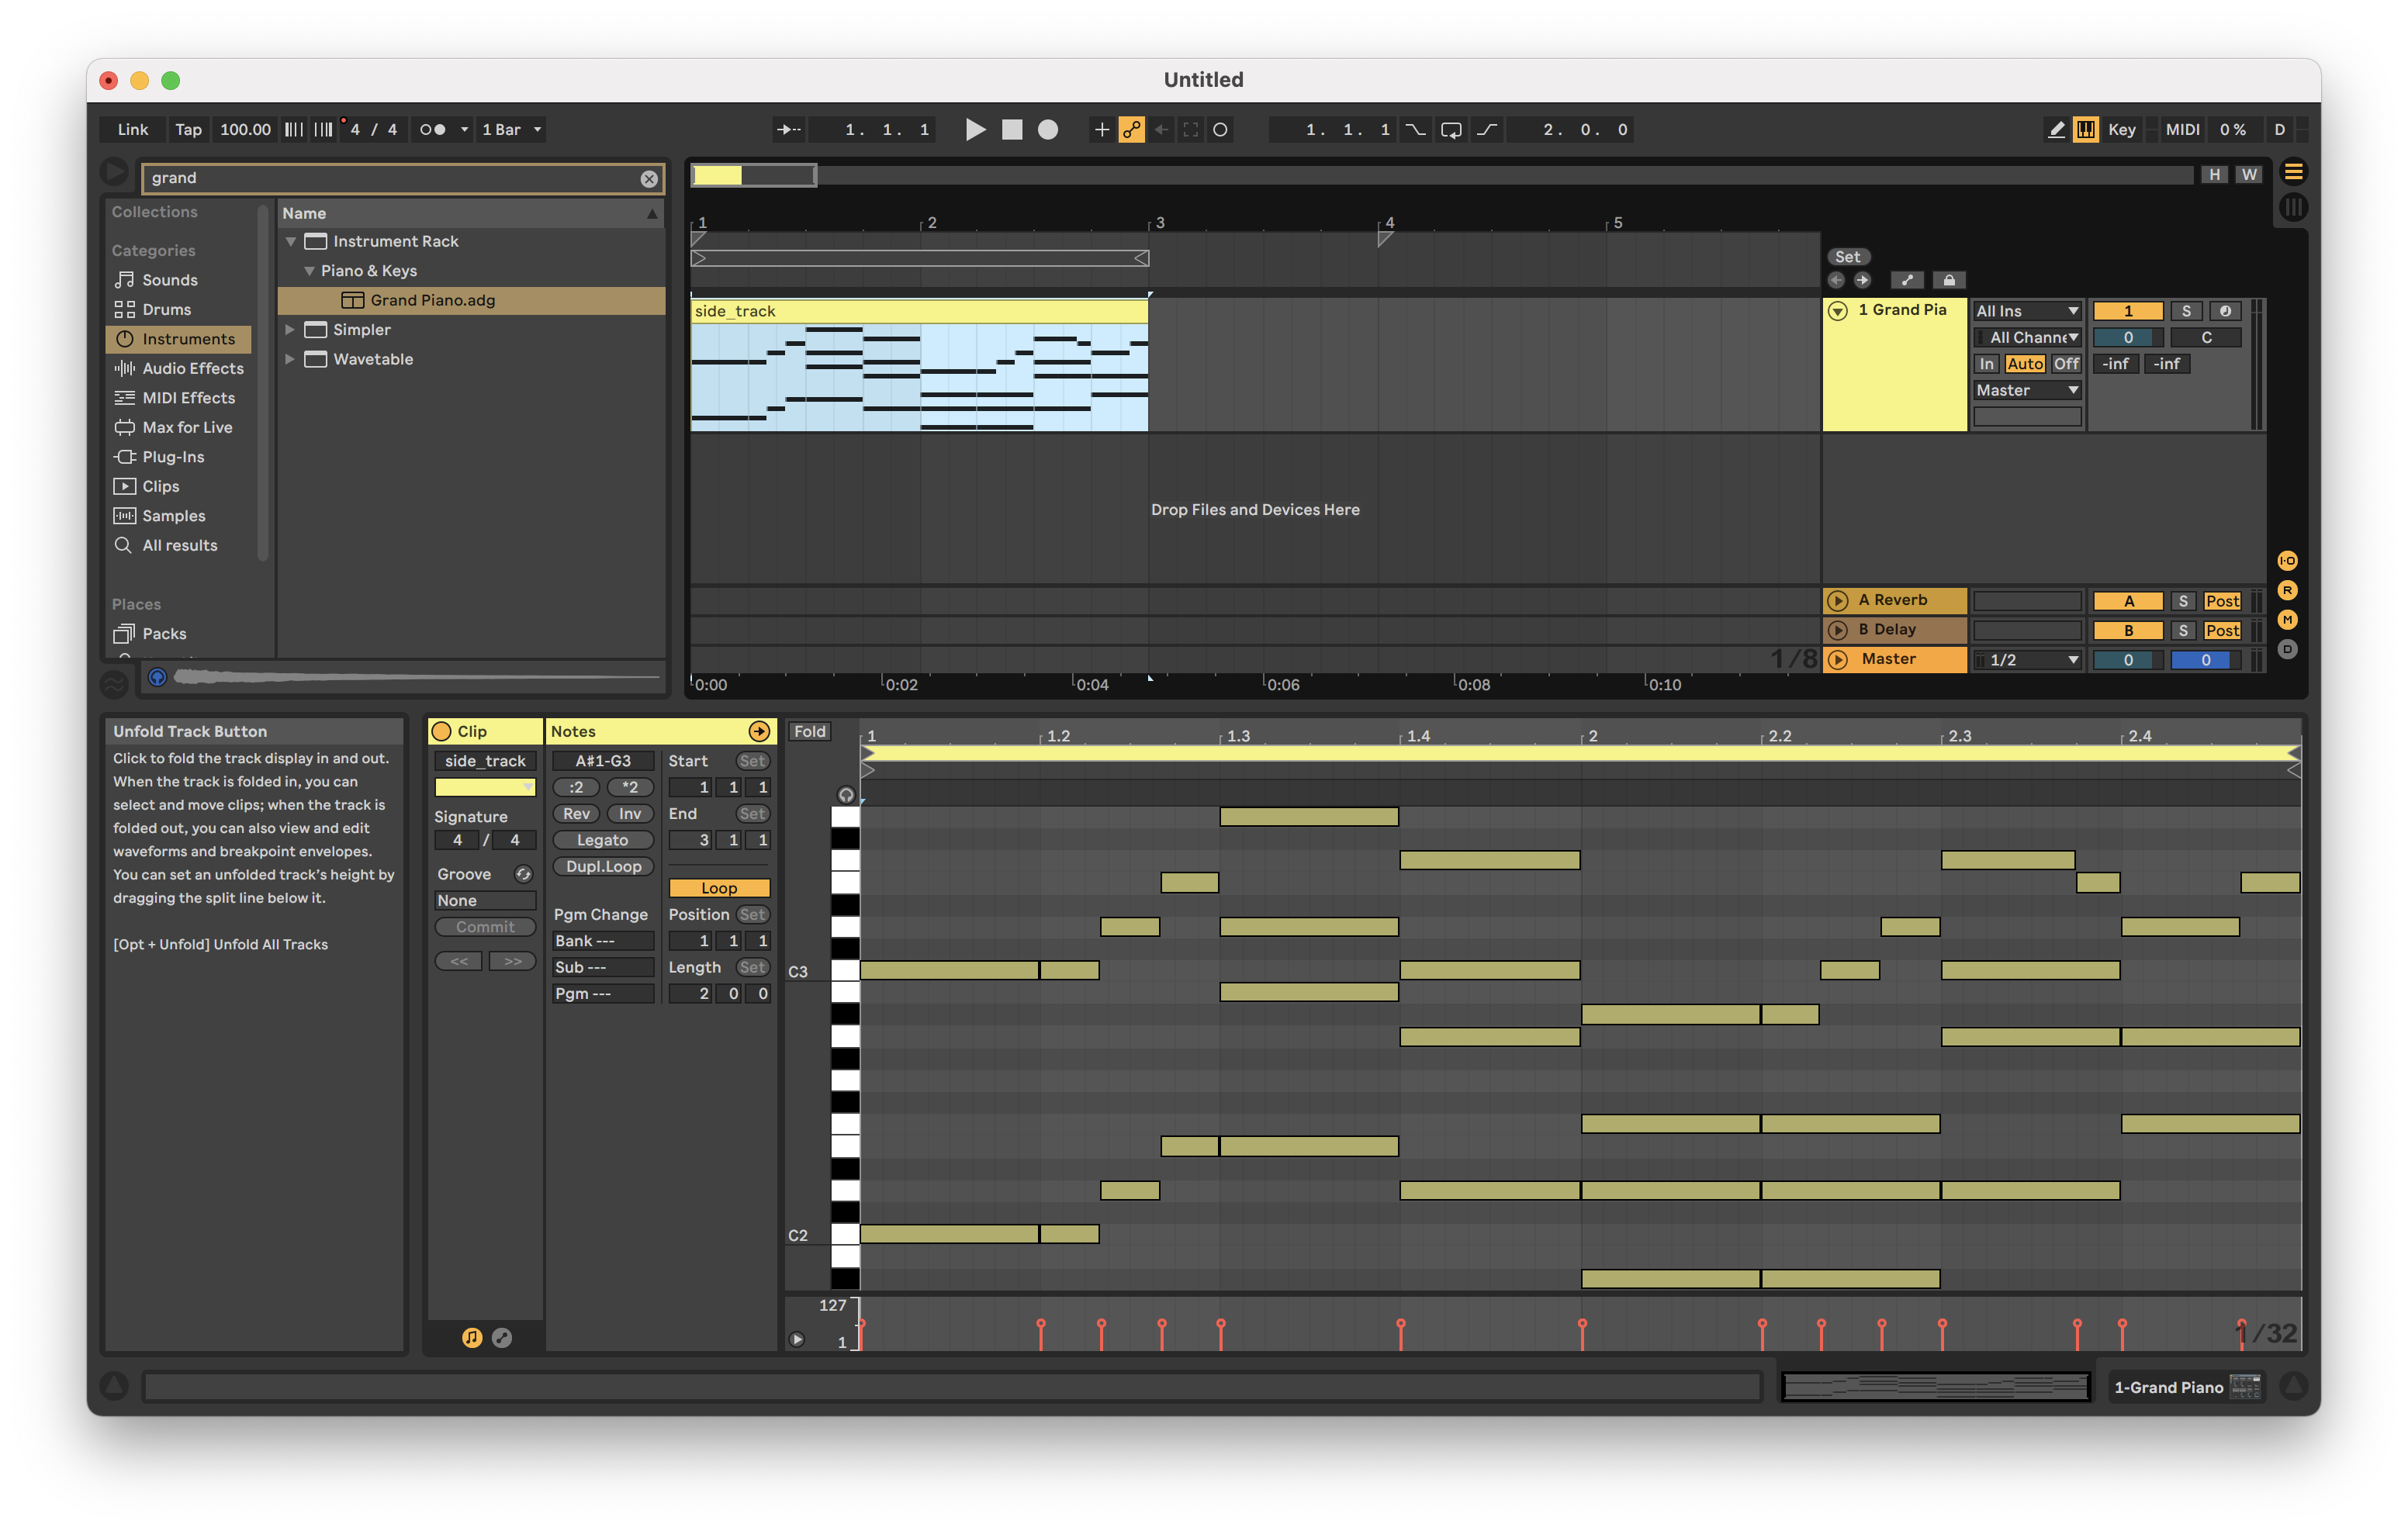 Untitled
Link Tap 100.00 4 / 4 1 Bar 1. 1. 1 1. 1. 1 2. 0. 0 Key MIDI 0 % D
grand
H W
Collections
Name
1 2 3 4 5
Instrument Rack
Categories
Set
Piano & Keys
Sounds
Grand Piano.adg
Drums
side_track
1 Grand Pia
All Ins
1 S
Simpler
Instruments
All Channe
0 C
Wavetable
Audio Effects
In Auto Off
-inf -inf
MIDI Effects
Master
Max for Live
Plug-Ins
Clips
Drop Files and Devices Here
Samples
All results
I·O
R
Places
A Reverb
A S Post
M
Packs
B Delay
B S Post
D
1/8
Master
1/2
0 0
0:00 0:02 0:04 0:06 0:08 0:10
Unfold Track Button
Click to fold the track display in and out.
When the track is folded in, you can
select and move clips; when the track is
folded out, you can also view and edit
waveforms and breakpoint envelopes.
You can set an unfolded track's height by
dragging the split line below it.
[Opt + Unfold] Unfold All Tracks
Clip
side_track
Signature
4 / 4
Groove
None
Commit
<< >>
Notes
A#1-G3
:2 *2
Rev Inv
Legato
Dupl.Loop
Pgm Change
Bank ---
Sub ---
Pgm ---
Start Set
1 1 1
End Set
3 1 1
Loop
Position Set
1 1 1
Length Set
2 0 0
Fold
1 1.2 1.3 1.4 2 2.2 2.3 2.4
C3
C2
127
1
1/32
1-Grand Piano